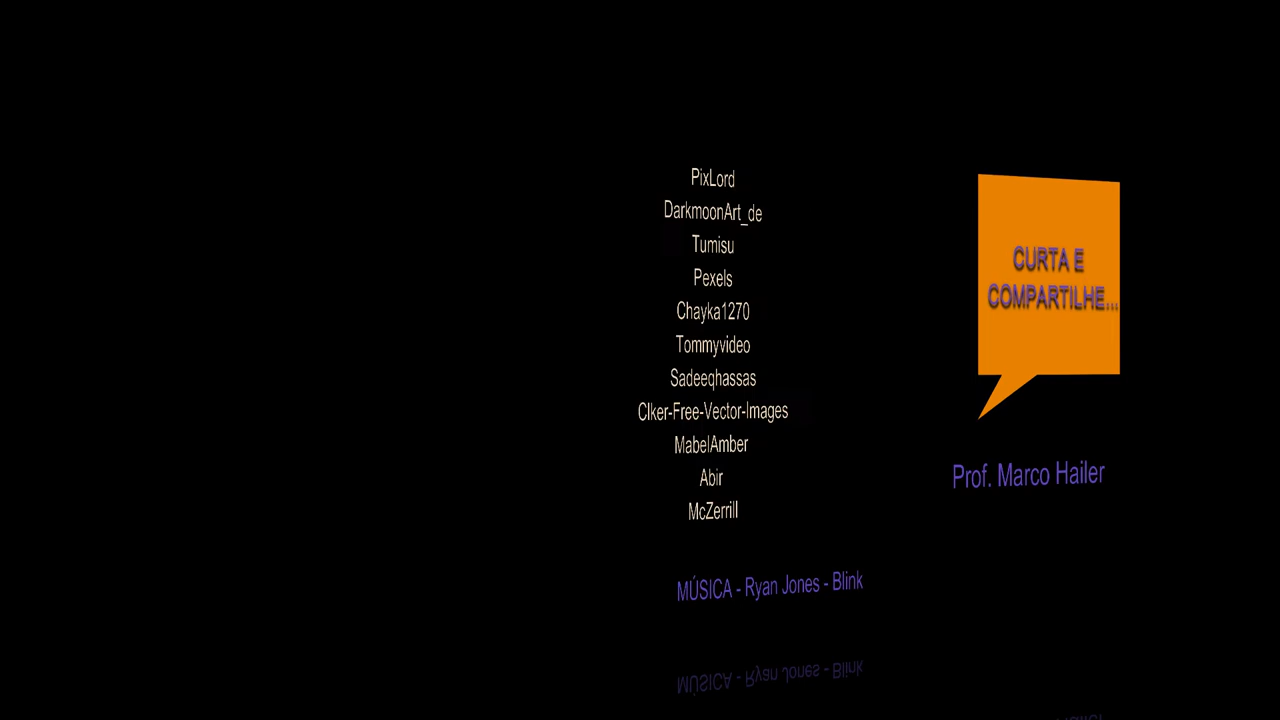 PixLord
DarkmoonArt_de
Tumisu
Pexels
Chayka1270
Tommyvideo
Sadeeqhassas
Clker-Free-Vector-Images
MabelAmber
Abir
McZerrill
MÚSICA - Ryan Jones - Blink
CURTA E
COMPARTILHE...
Prof. Marco Hailer